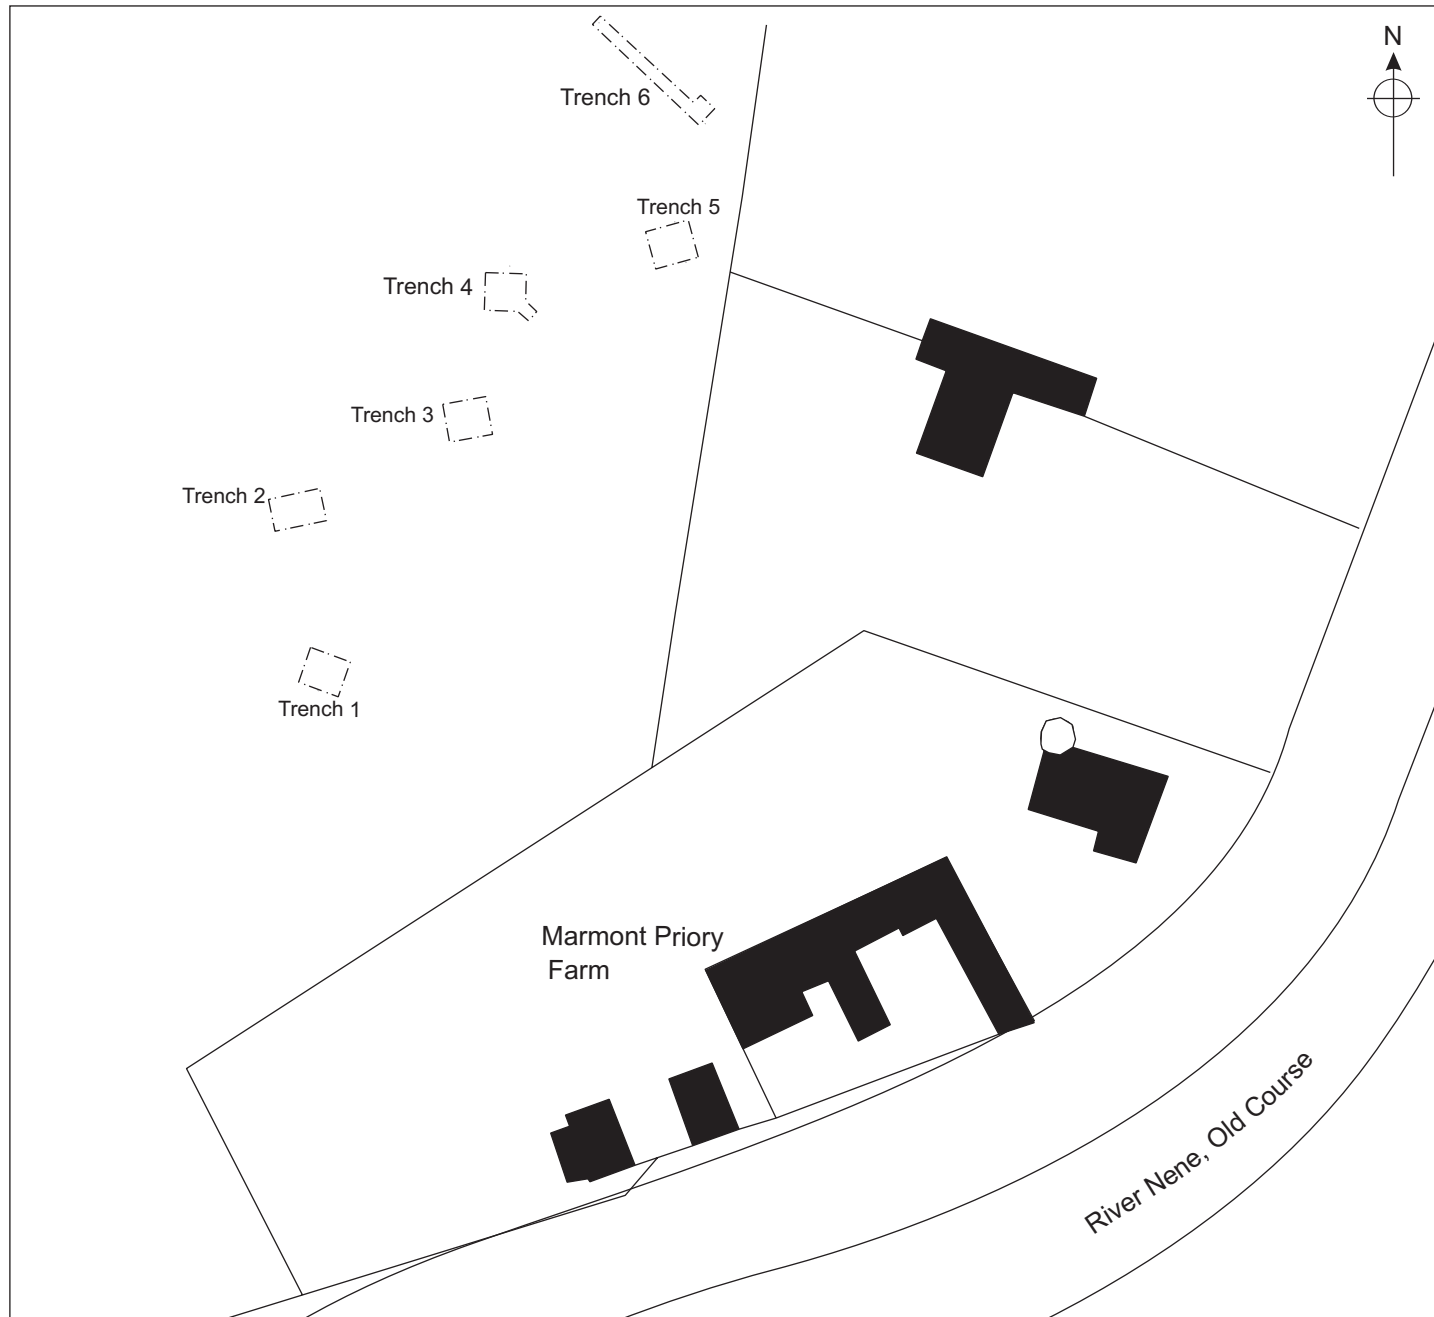 N
Trench 6
Trench 5
Trench 4
Trench 3
Trench 2
Trench 1
Marmont Priory
Farm
River Nene, Old Course